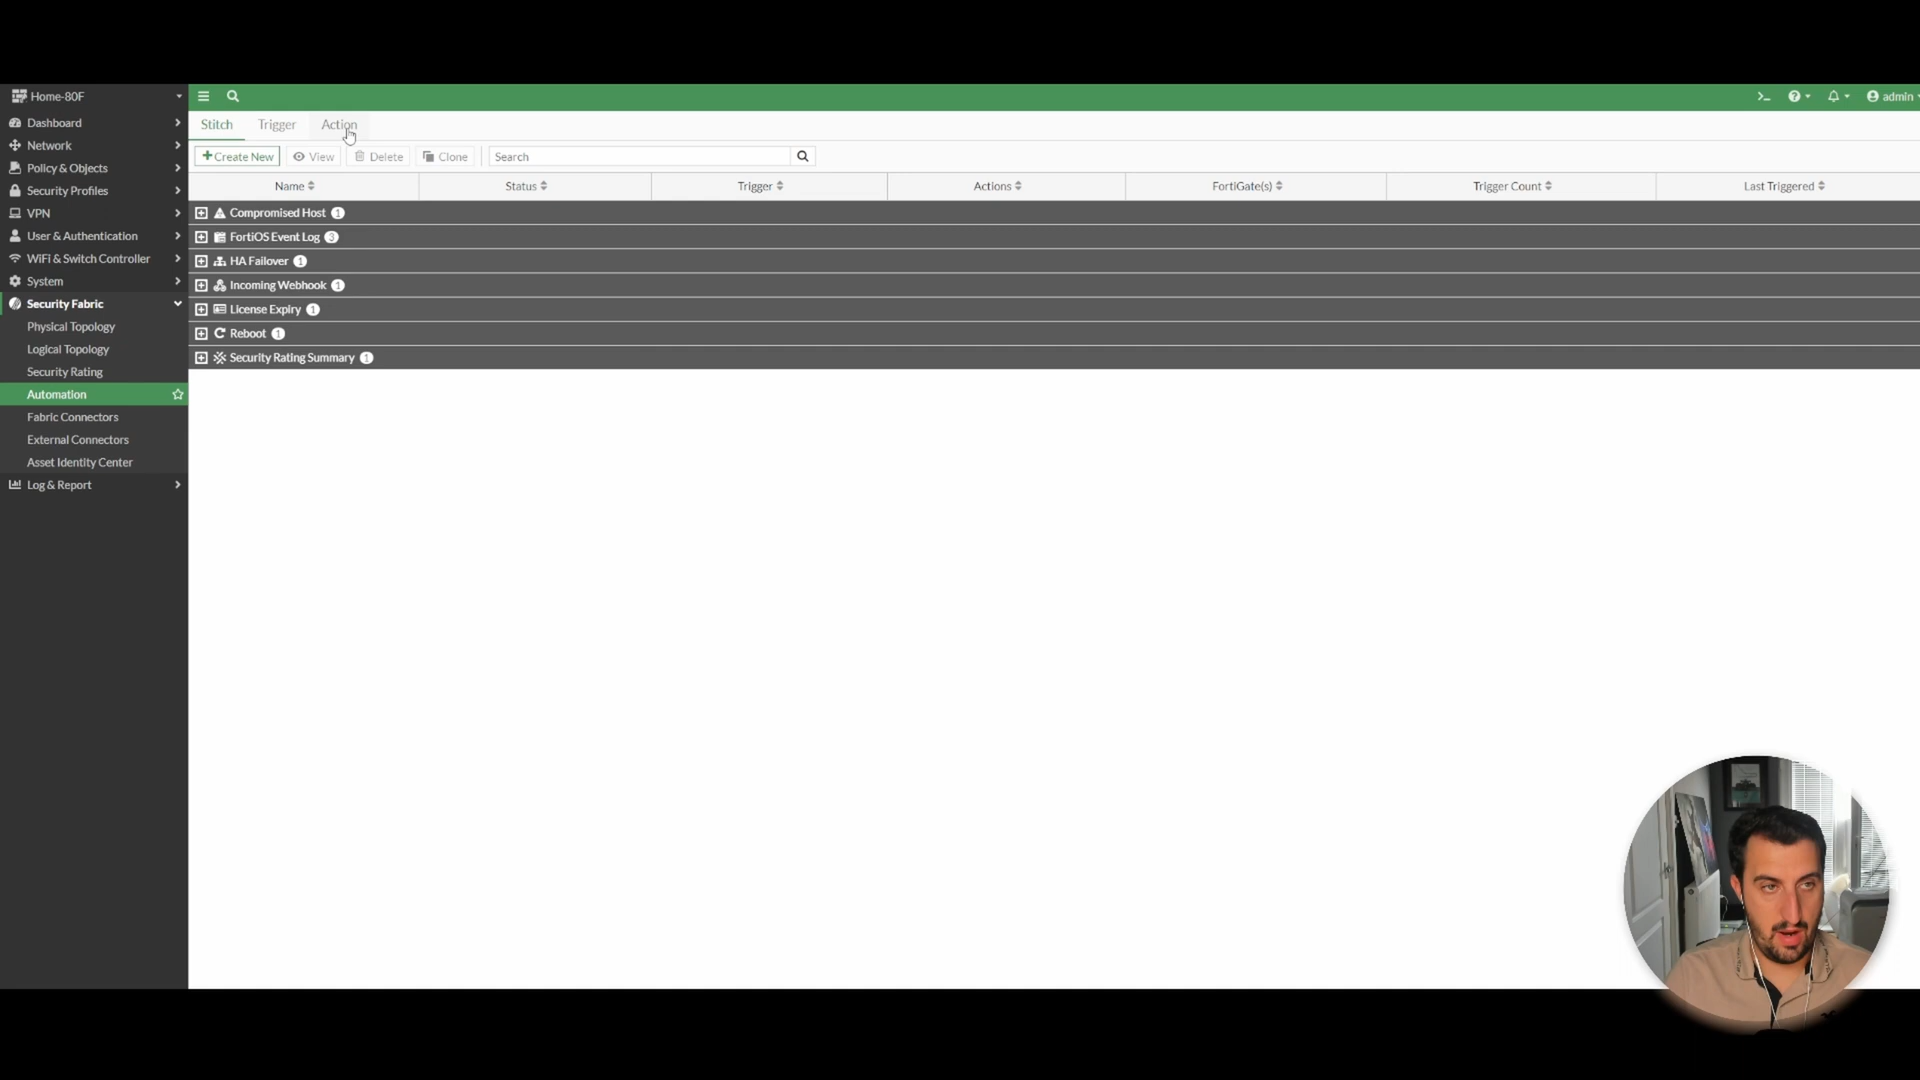 Home-80F
admin
Dashboard
Network
Policy & Objects
Security Profiles
VPN
User & Authentication
WiFi & Switch Controller
System
Security Fabric
Physical Topology
Logical Topology
Security Rating
Automation
Fabric Connectors
External Connectors
Asset Identity Center
Log & Report
Stitch Trigger Action
+Create New View Delete Clone Search
Name Status Trigger Actions FortiGate(s) Trigger Count Last Triggered
Compromised Host 1
FortiOS Event Log 3
HA Failover 1
Incoming Webhook 1
License Expiry 1
Reboot 1
Security Rating Summary 1